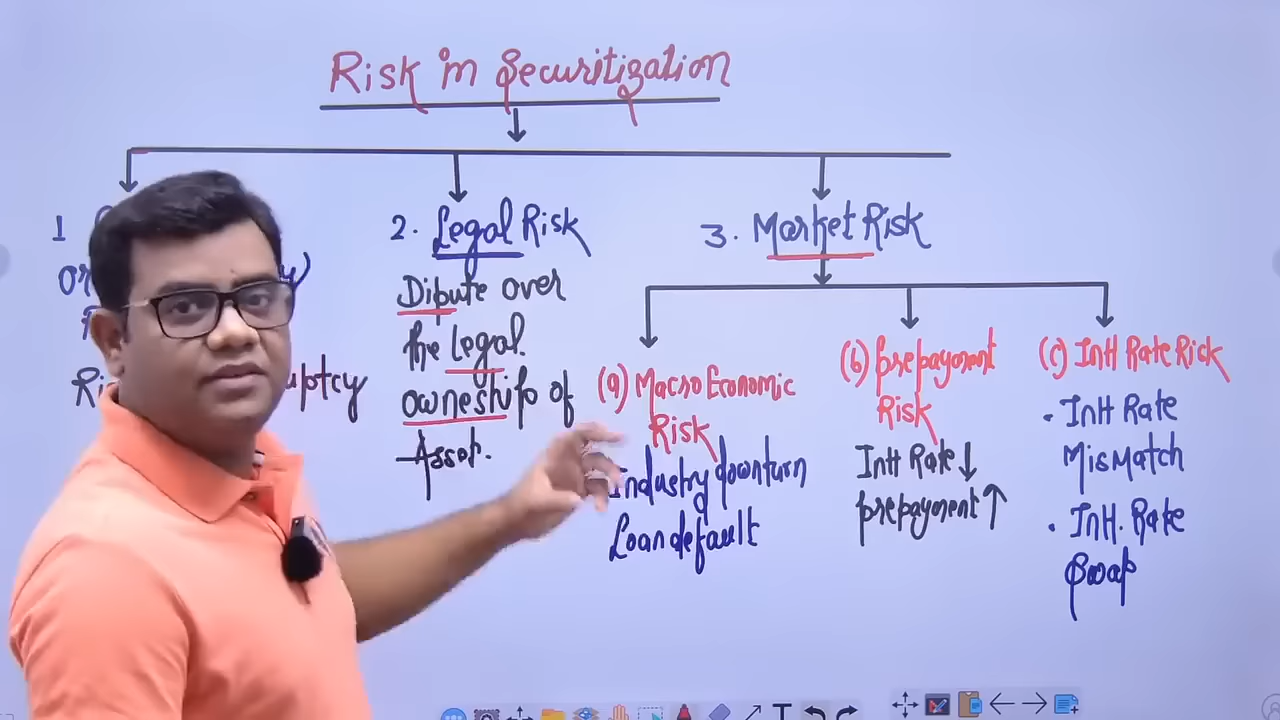 Risk in Securitization
1
or
y)
Ri
uptcy
2. Legal Risk
Dipute over
the Legal.
owneship of
Asset.
3. Market Risk
(a) Macro Economic
Risk
Industry downturn
Loan default
(b) prepayment
Risk
Intt Rate ↓
prepayment ↑
(c) Intt Rate Risk
• Intt Rate
MisMatch
• Intt. Rate
Swap
T